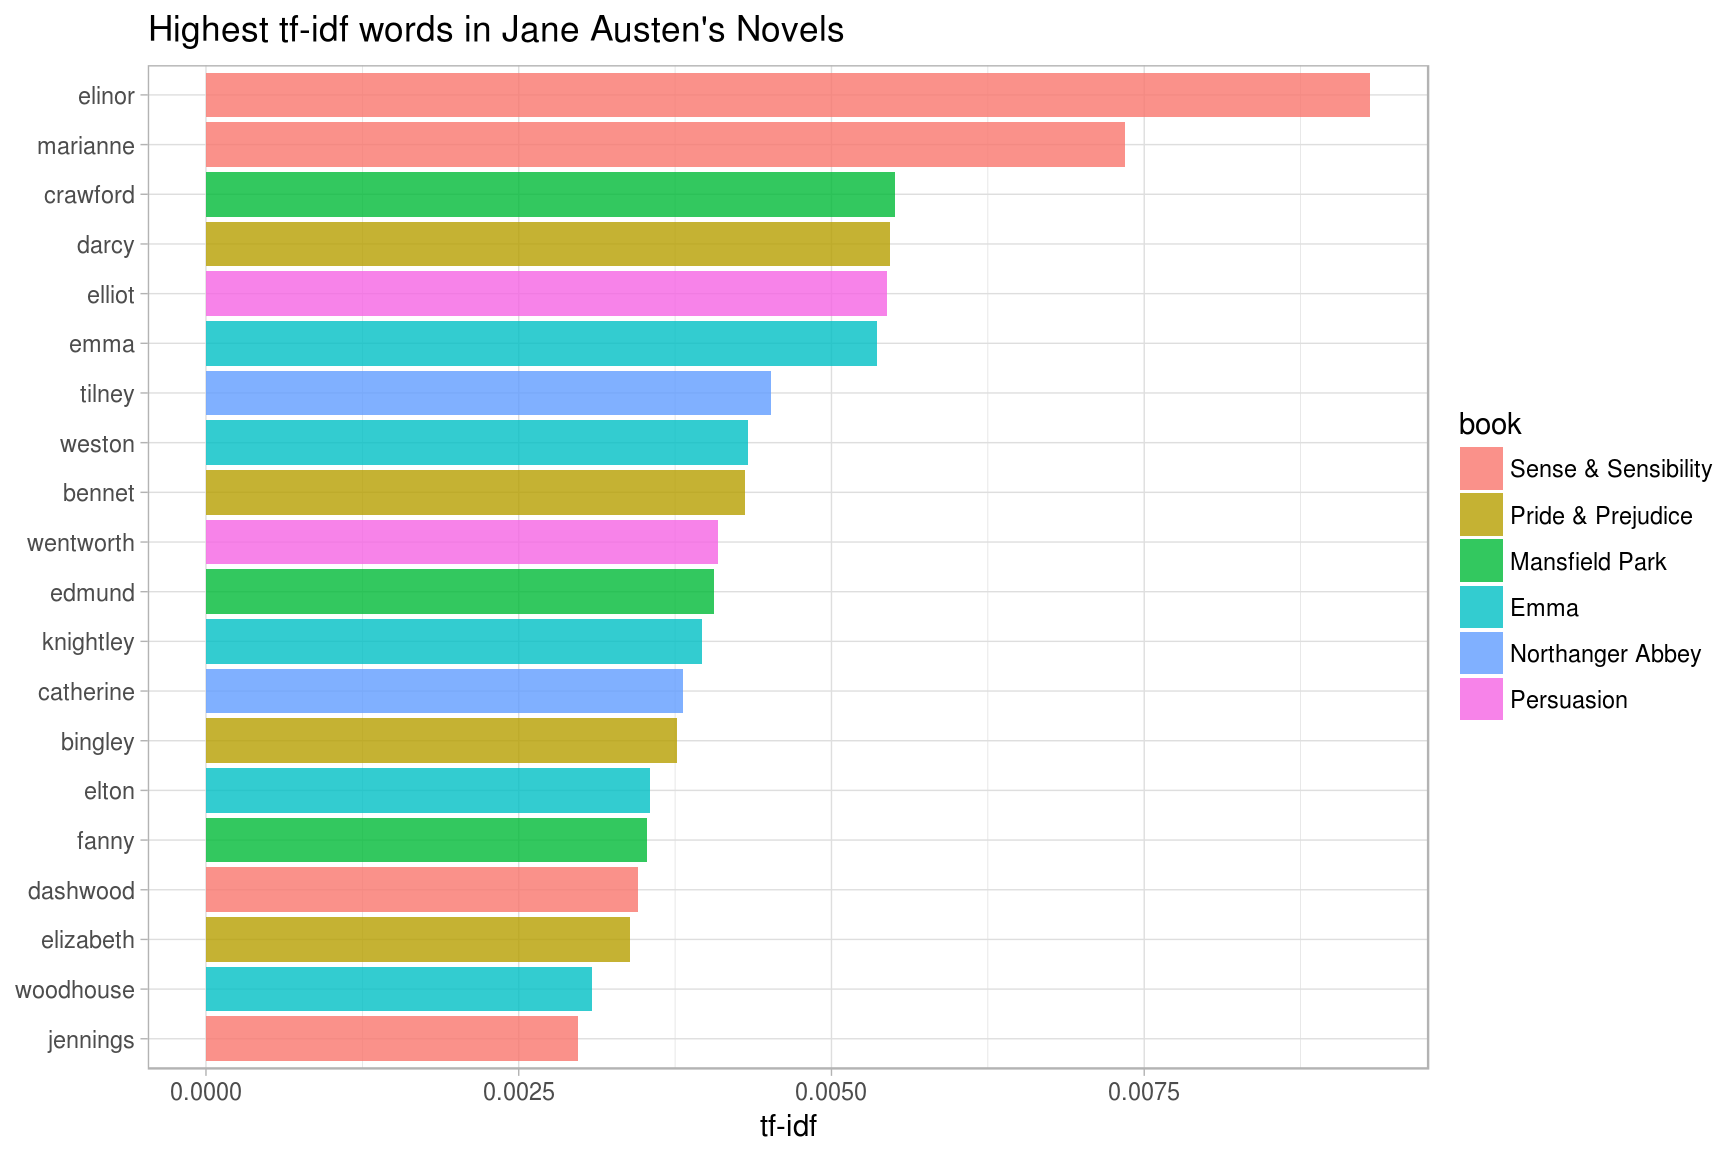 Highest tf-idf words in Jane Austen's Novels
elinor
marianne
crawford
darcy
elliot
emma
tilney
weston
bennet
wentworth
edmund
knightley
catherine
bingley
elton
fanny
dashwood
elizabeth
woodhouse
jennings
0.0000 0.0025 0.0050 0.0075
tf-idf
book
Sense & Sensibility
Pride & Prejudice
Mansfield Park
Emma
Northanger Abbey
Persuasion